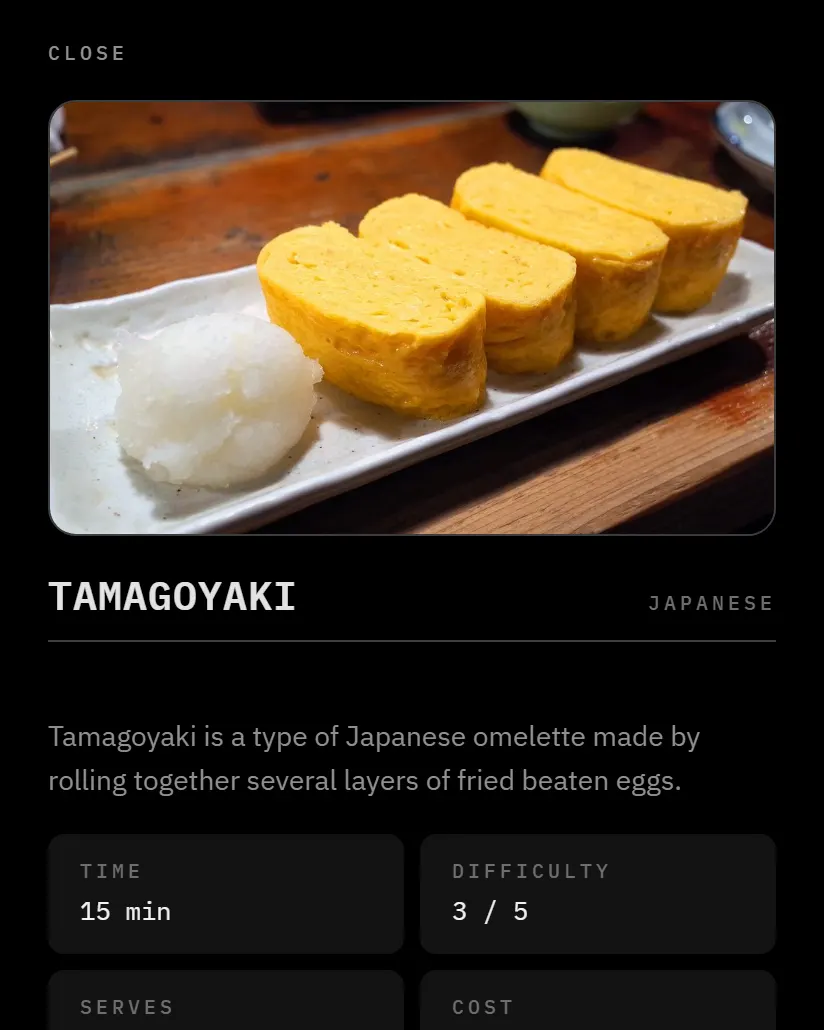 CLOSE
TAMAGOYAKI
JAPANESE
Tamagoyaki is a type of Japanese omelette made by
rolling together several layers of fried beaten eggs.
TIME
15 min
DIFFICULTY
3 / 5
SERVES
COST